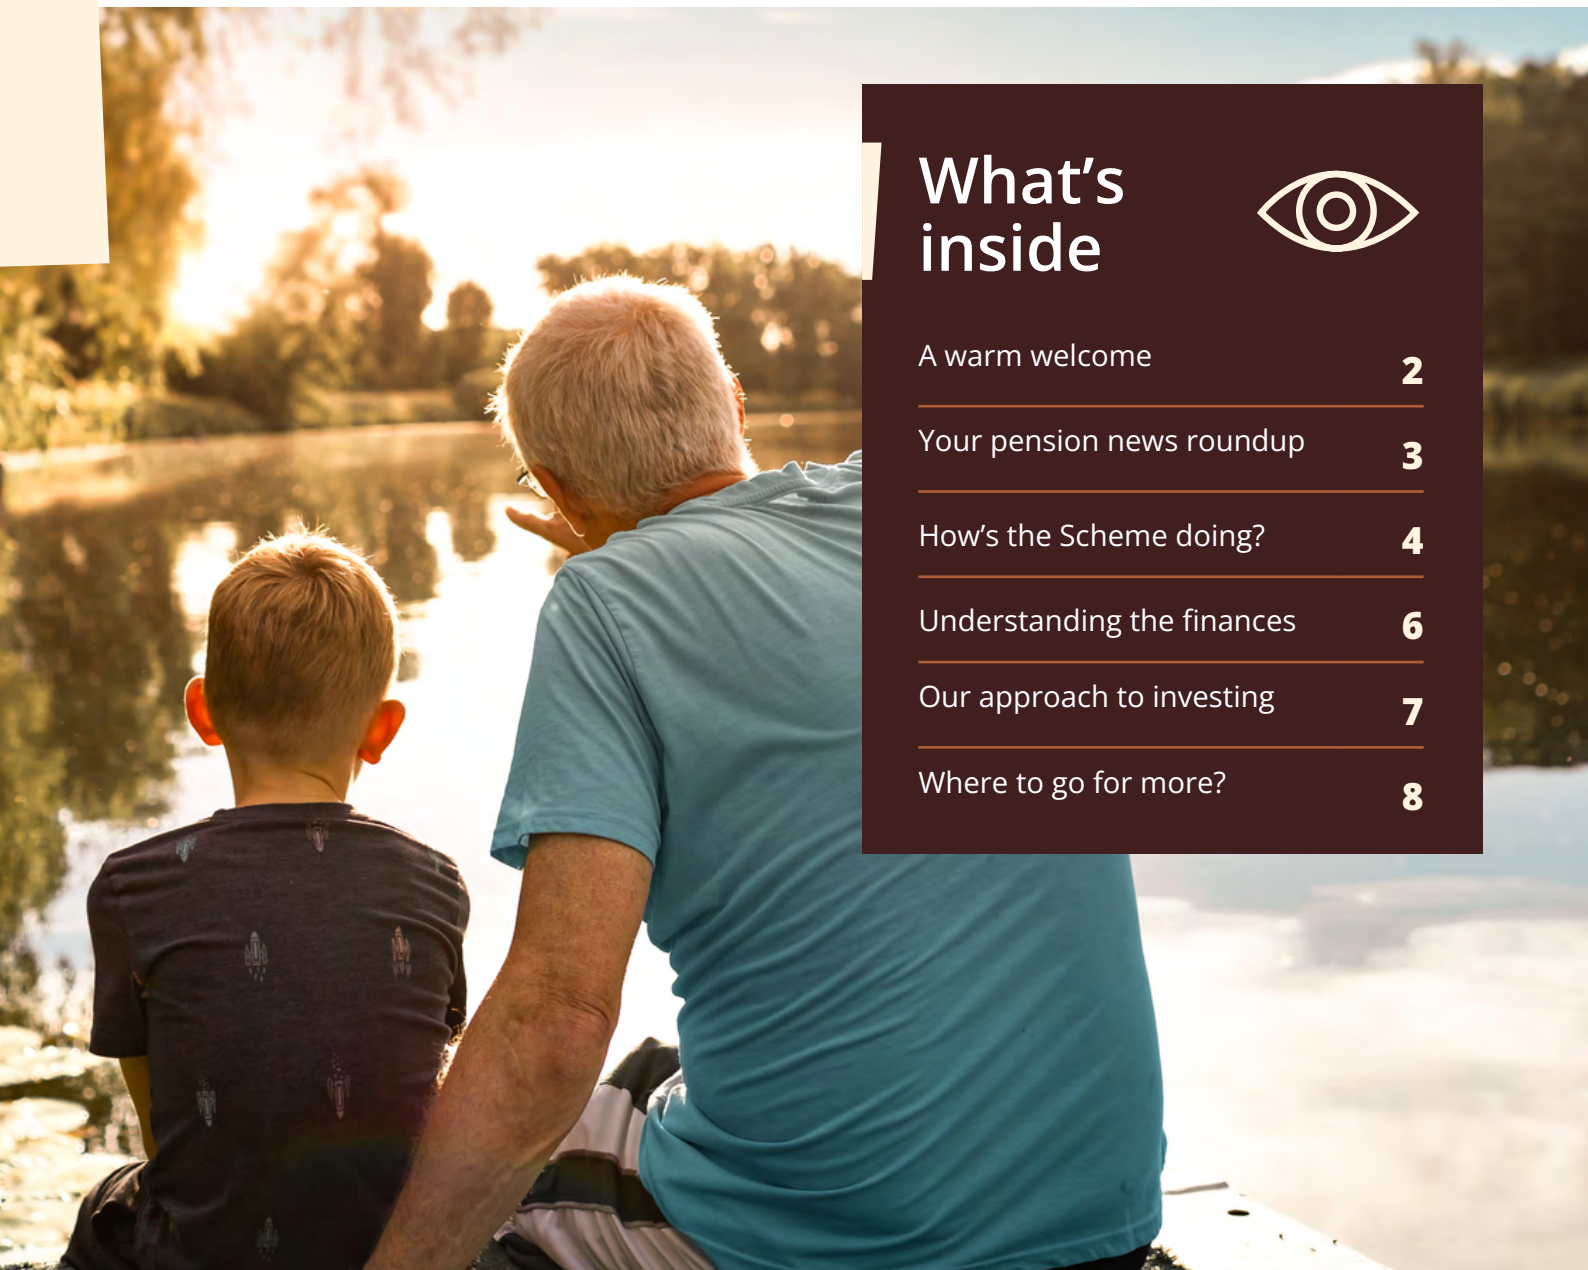 What’s
inside
A warm welcome 2
Your pension news roundup 3
How’s the Scheme doing? 4
Understanding the finances 6
Our approach to investing 7
Where to go for more? 8